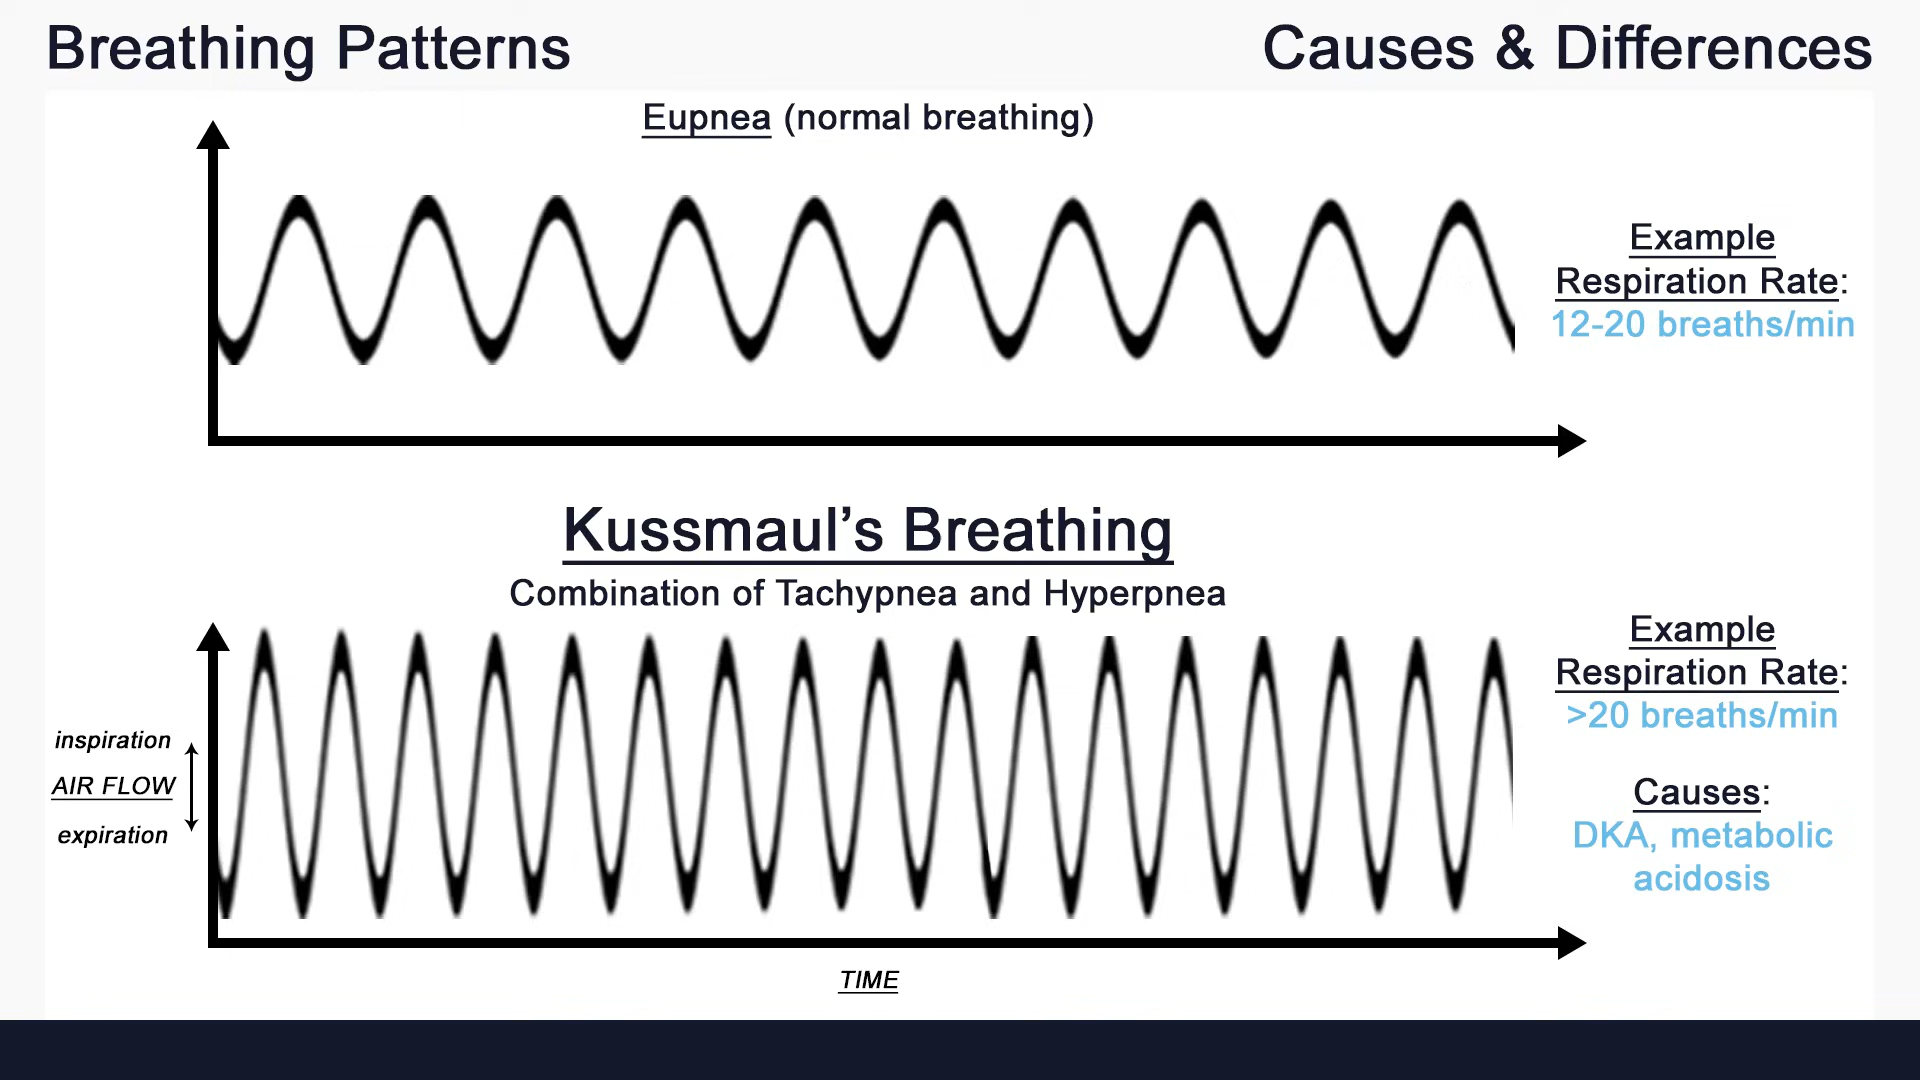 Breathing Patterns
Causes & Differences
Eupnea (normal breathing)
Example
Respiration Rate:
12-20 breaths/min
Kussmaul’s Breathing
Combination of Tachypnea and Hyperpnea
inspiration
AIR FLOW
expiration
Example
Respiration Rate:
>20 breaths/min
Causes:
DKA, metabolic
acidosis
TIME